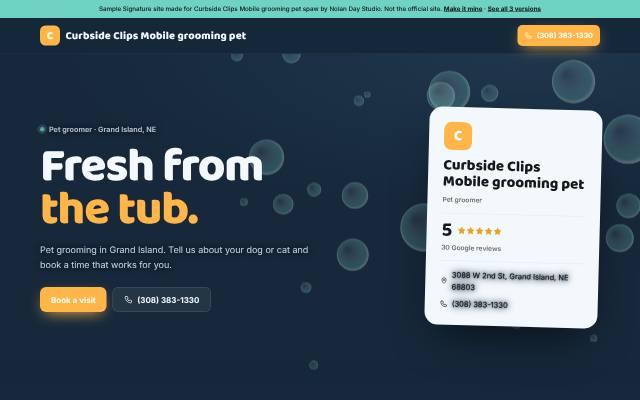 Sample Signature site made for Curbside Clips Mobile grooming pet spaw by Nolan Day Studio. Not the official site. Make it mine · See all 3 versions
C Curbside Clips Mobile grooming pet
(308) 383-1330
Pet groomer · Grand Island, NE
Fresh from
the tub.
Pet grooming in Grand Island. Tell us about your dog or cat and
book a time that works for you.
Book a visit
(308) 383-1330
C
Curbside Clips
Mobile grooming pet
Pet groomer
5
30 Google reviews
3088 W 2nd St, Grand Island, NE
68803
(308) 383-1330